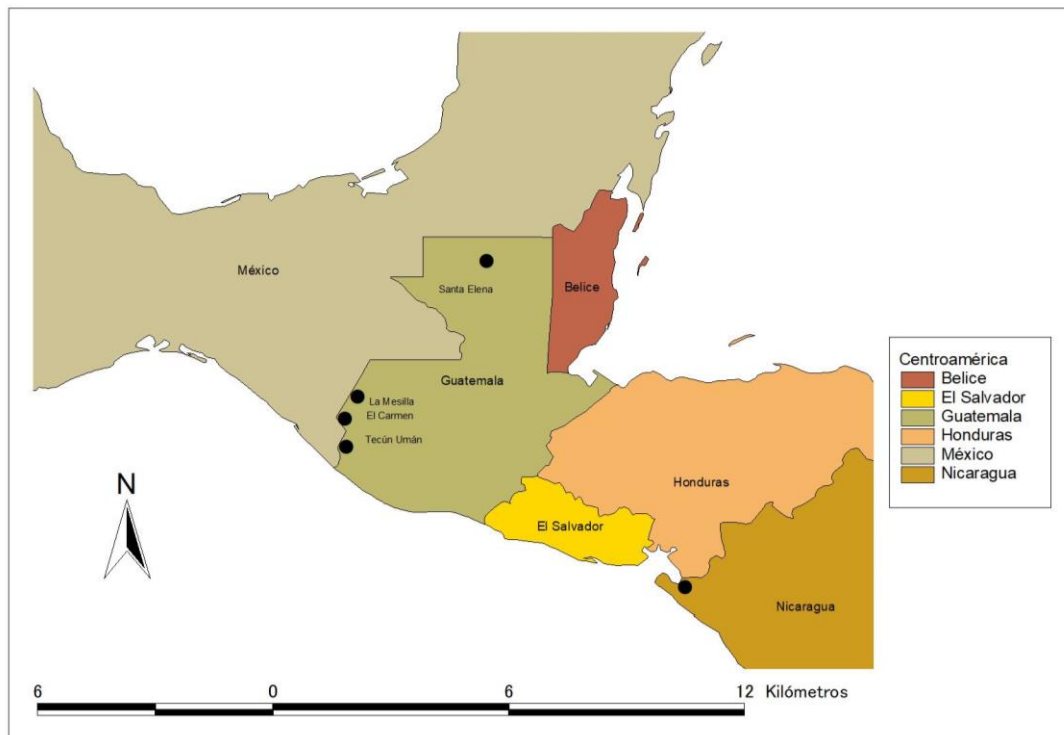 México
Santa Elena
Belice
Guatemala
La Mesilla
El Carmen
Tecún Umán
Honduras
El Salvador
Nicaragua
Centroamérica
Belice
El Salvador
Guatemala
Honduras
México
Nicaragua
N
6 0 6 12 Kilómetros